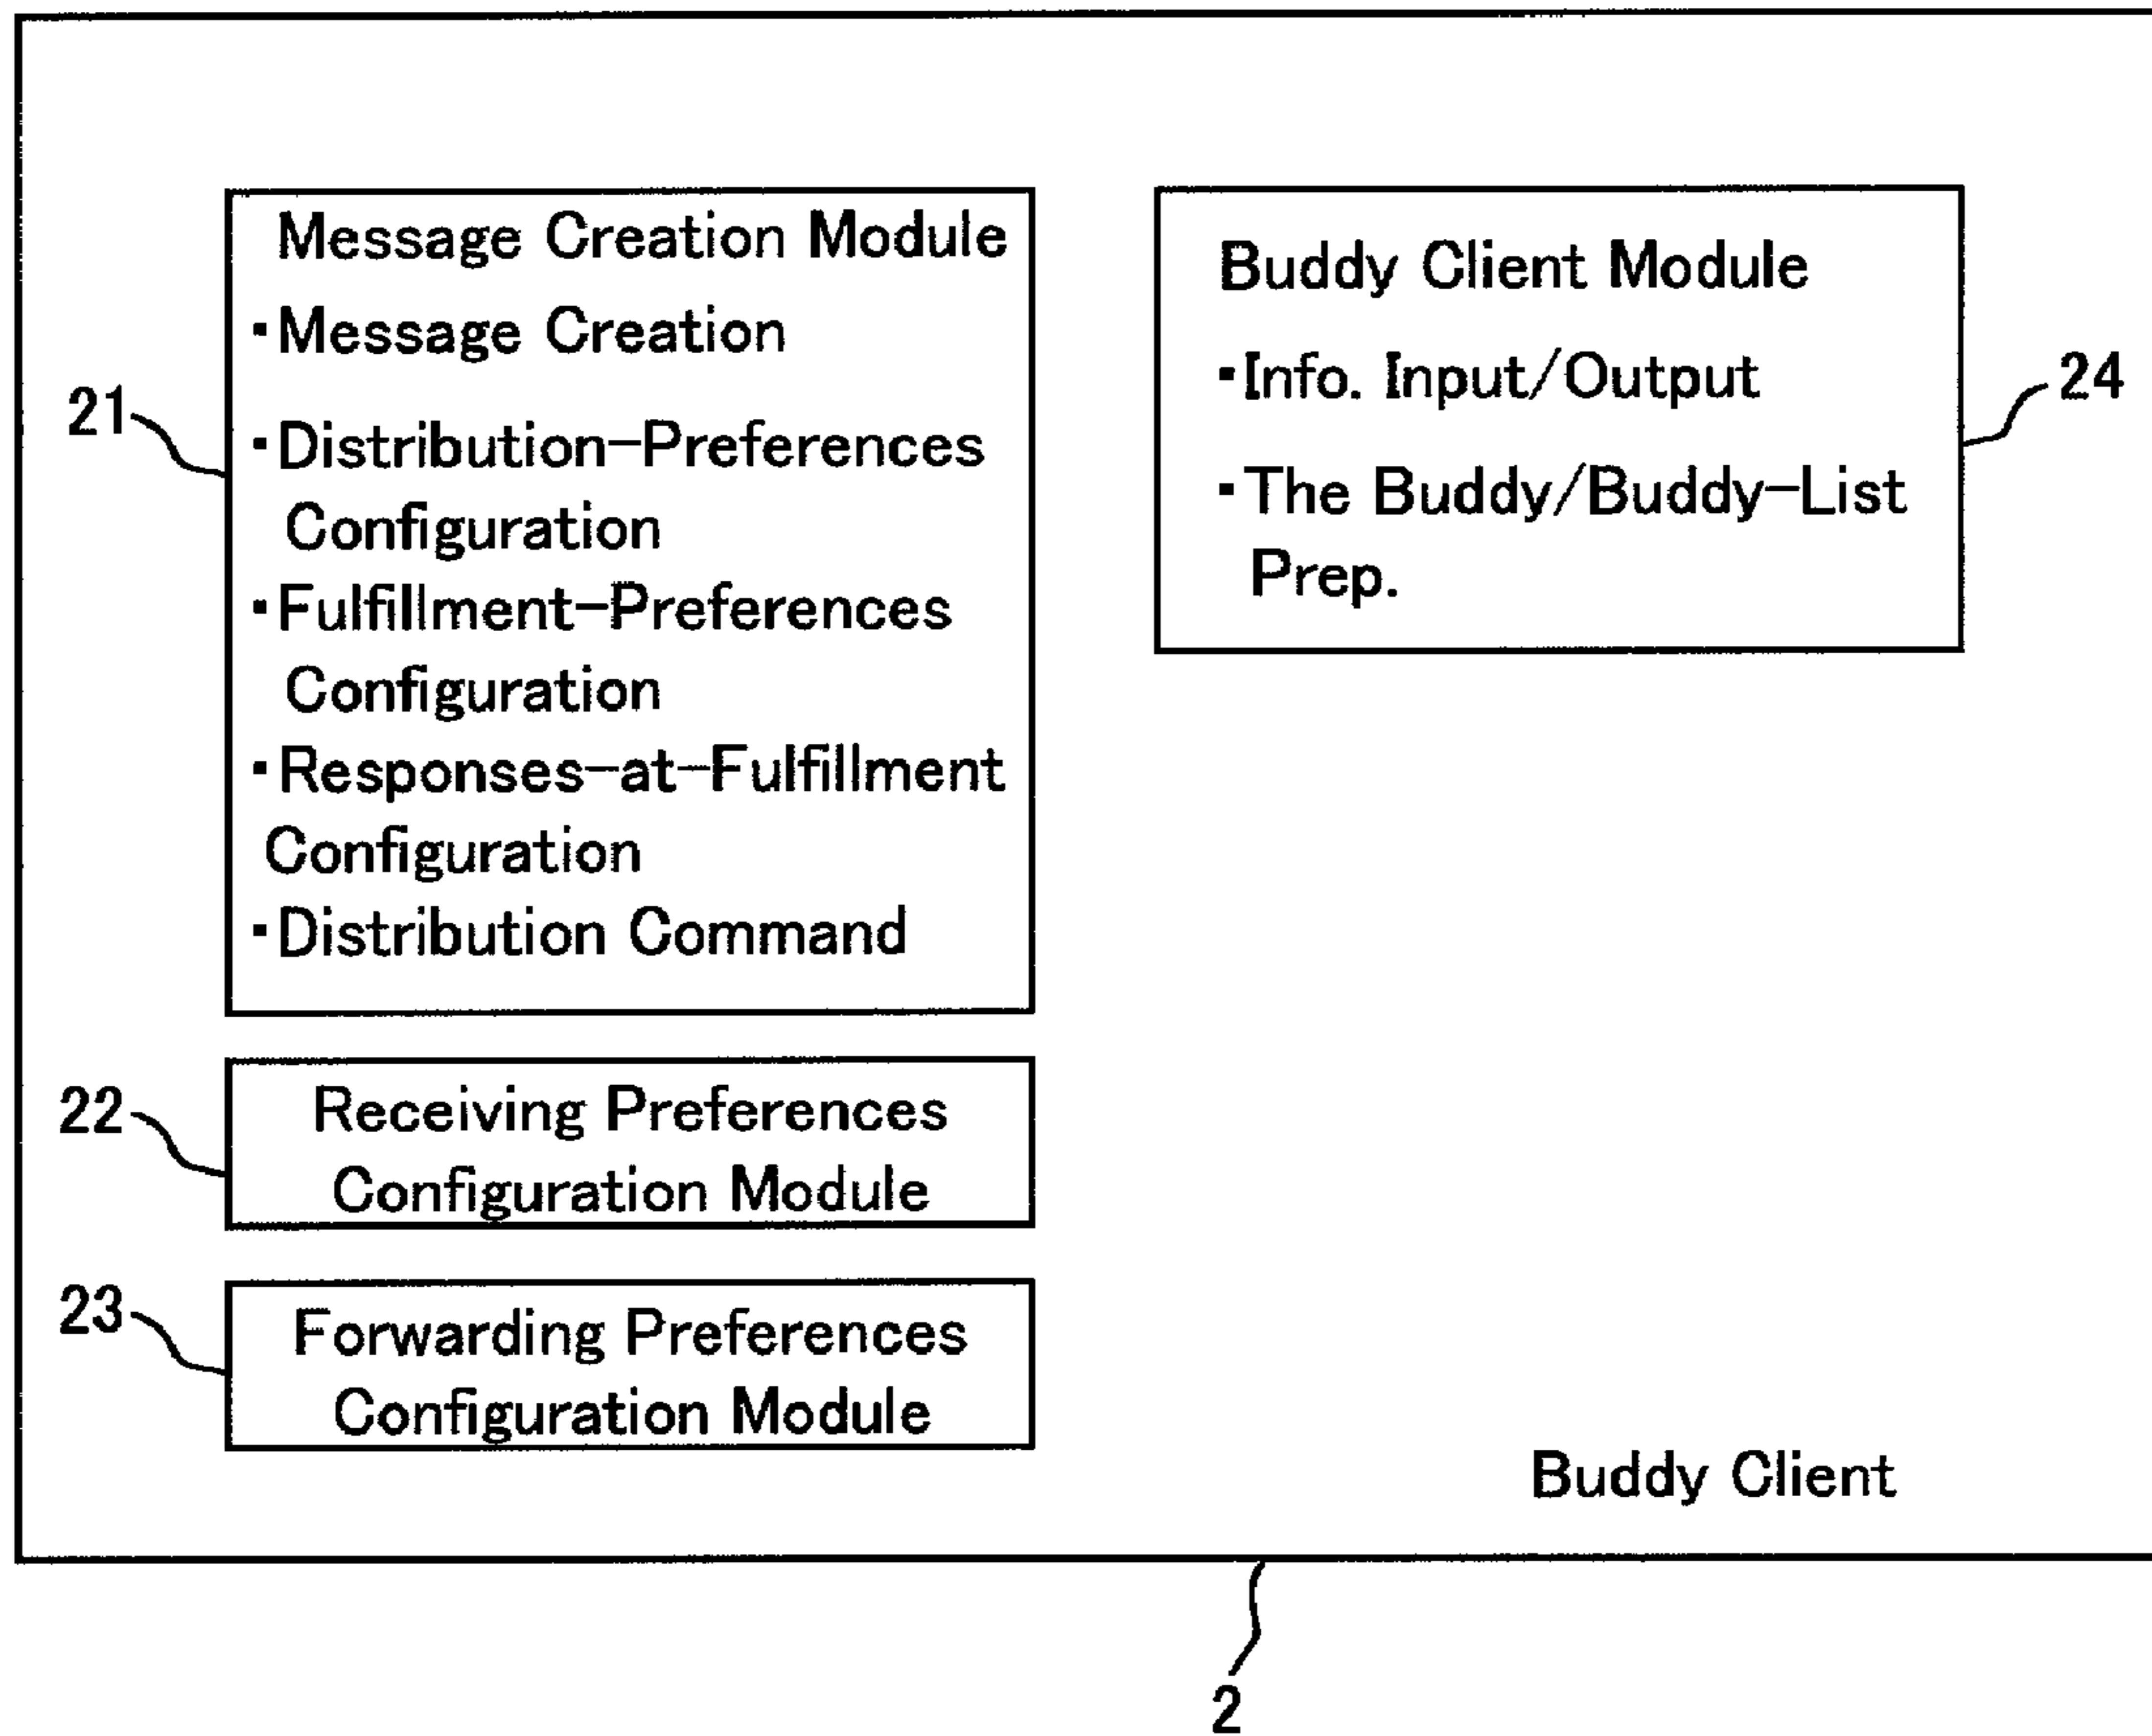 Message Creation Module
・Message Creation
・Distribution-Preferences
Configuration
・Fulfillment-Preferences
Configuration
・Responses-at-Fulfillment
Configuration
・Distribution Command
21
Buddy Client Module
・Info. Input/Output
・The Buddy/Buddy-List
Prep.
24
22
Receiving Preferences
Configuration Module
23
Forwarding Preferences
Configuration Module
Buddy Client
2